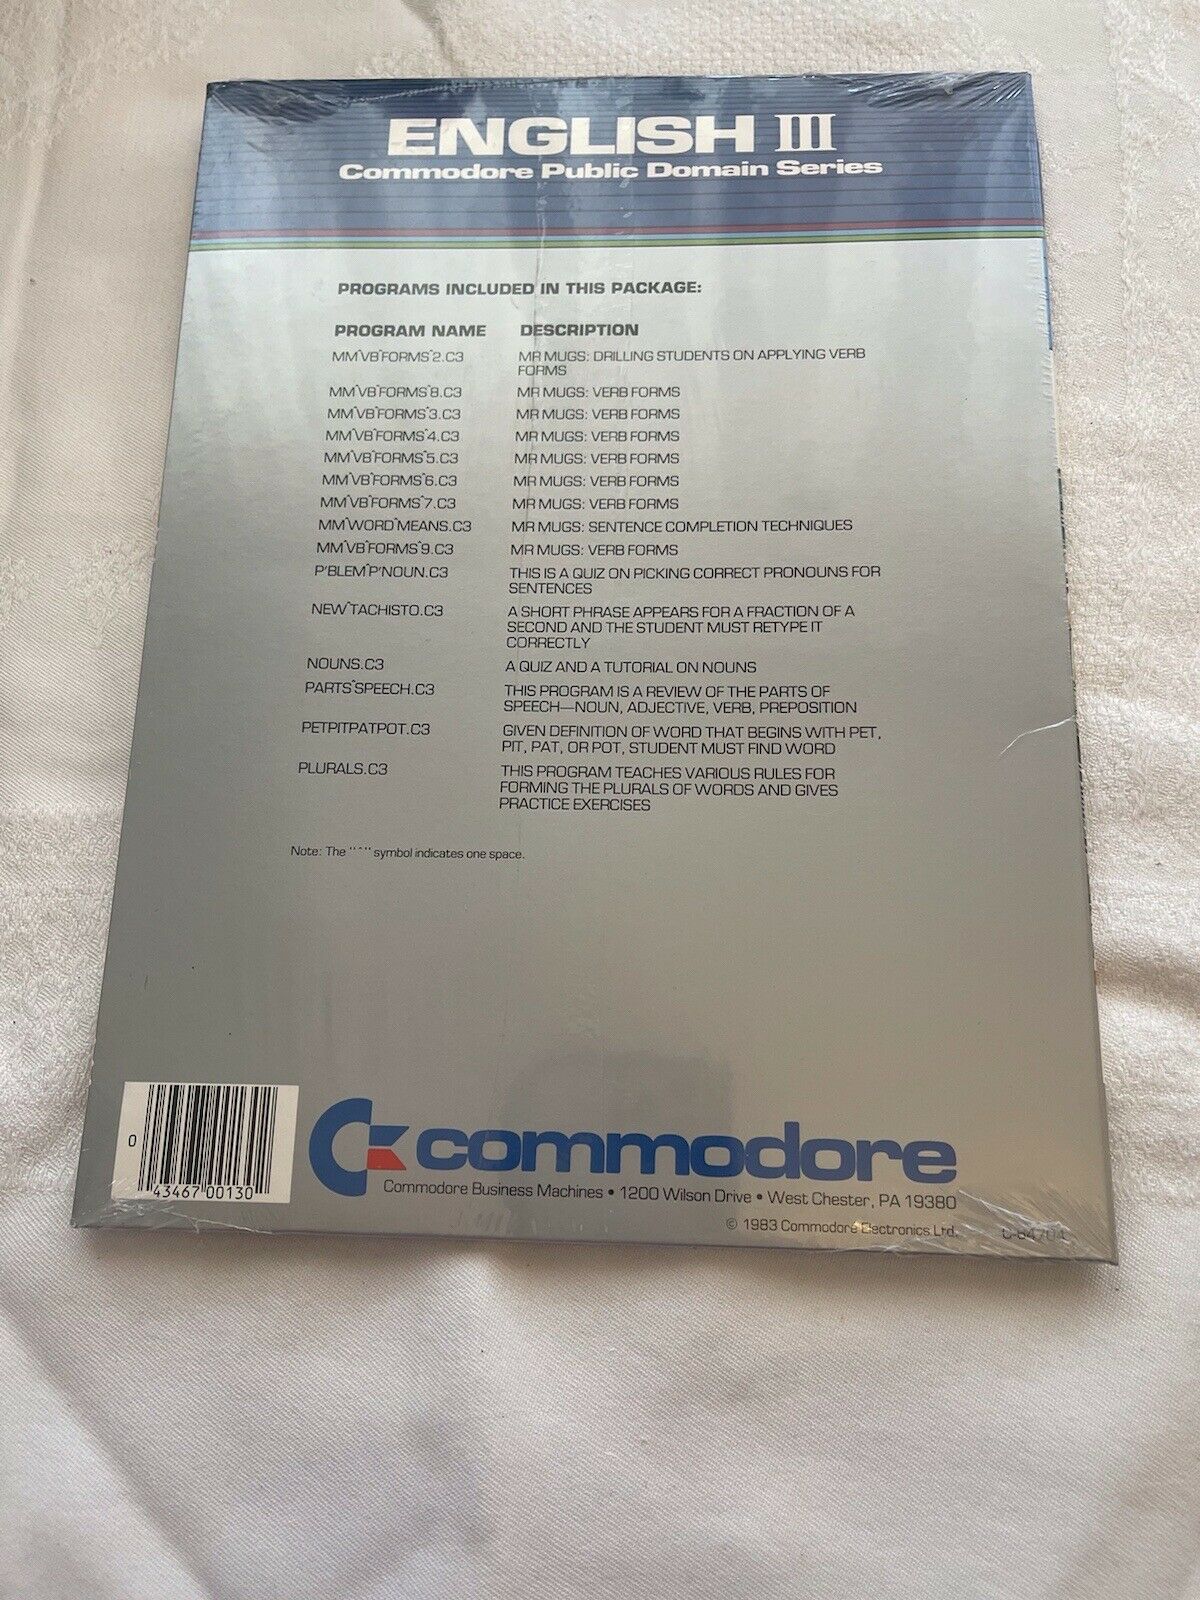 ENGLISH III
Commodore Public Domain Series
PROGRAMS INCLUDED IN THIS PACKAGE:
PROGRAM NAME DESCRIPTION
MM^VB^FORMS^2.C3 MR MUGS: DRILLING STUDENTS ON APPLYING VERB
FORMS
MM^VB^FORMS^8.C3 MR MUGS: VERB FORMS
MM^VB^FORMS^3.C3 MR MUGS: VERB FORMS
MM^VB^FORMS^4.C3 MR MUGS: VERB FORMS
MM^VB^FORMS^5.C3 MR MUGS: VERB FORMS
MM^VB^FORMS^6.C3 MR MUGS: VERB FORMS
MM^VB^FORMS^7.C3 MR MUGS: VERB FORMS
MM^WORD^MEANS.C3 MR MUGS: SENTENCE COMPLETION TECHNIQUES
MM^VB^FORMS^9.C3 MR MUGS: VERB FORMS
P'BLEM^P'NOUN.C3 THIS IS A QUIZ ON PICKING CORRECT PRONOUNS FOR
SENTENCES
NEW^TACHISTO.C3 A SHORT PHRASE APPEARS FOR A FRACTION OF A
SECOND AND THE STUDENT MUST RETYPE IT
CORRECTLY
NOUNS.C3 A QUIZ AND A TUTORIAL ON NOUNS
PARTS^SPEECH.C3 THIS PROGRAM IS A REVIEW OF THE PARTS OF
SPEECH—NOUN, ADJECTIVE, VERB, PREPOSITION
PETPITPATPOT.C3 GIVEN DEFINITION OF WORD THAT BEGINS WITH PET,
PIT, PAT, OR POT, STUDENT MUST FIND WORD
PLURALS.C3 THIS PROGRAM TEACHES VARIOUS RULES FOR
FORMING THE PLURALS OF WORDS AND GIVES
PRACTICE EXERCISES
Note: The "^" symbol indicates one space.
0 43467 00130
commodore
Commodore Business Machines • 1200 Wilson Drive • West Chester, PA 19380
© 1983 Commodore Electronics Ltd. C-64704